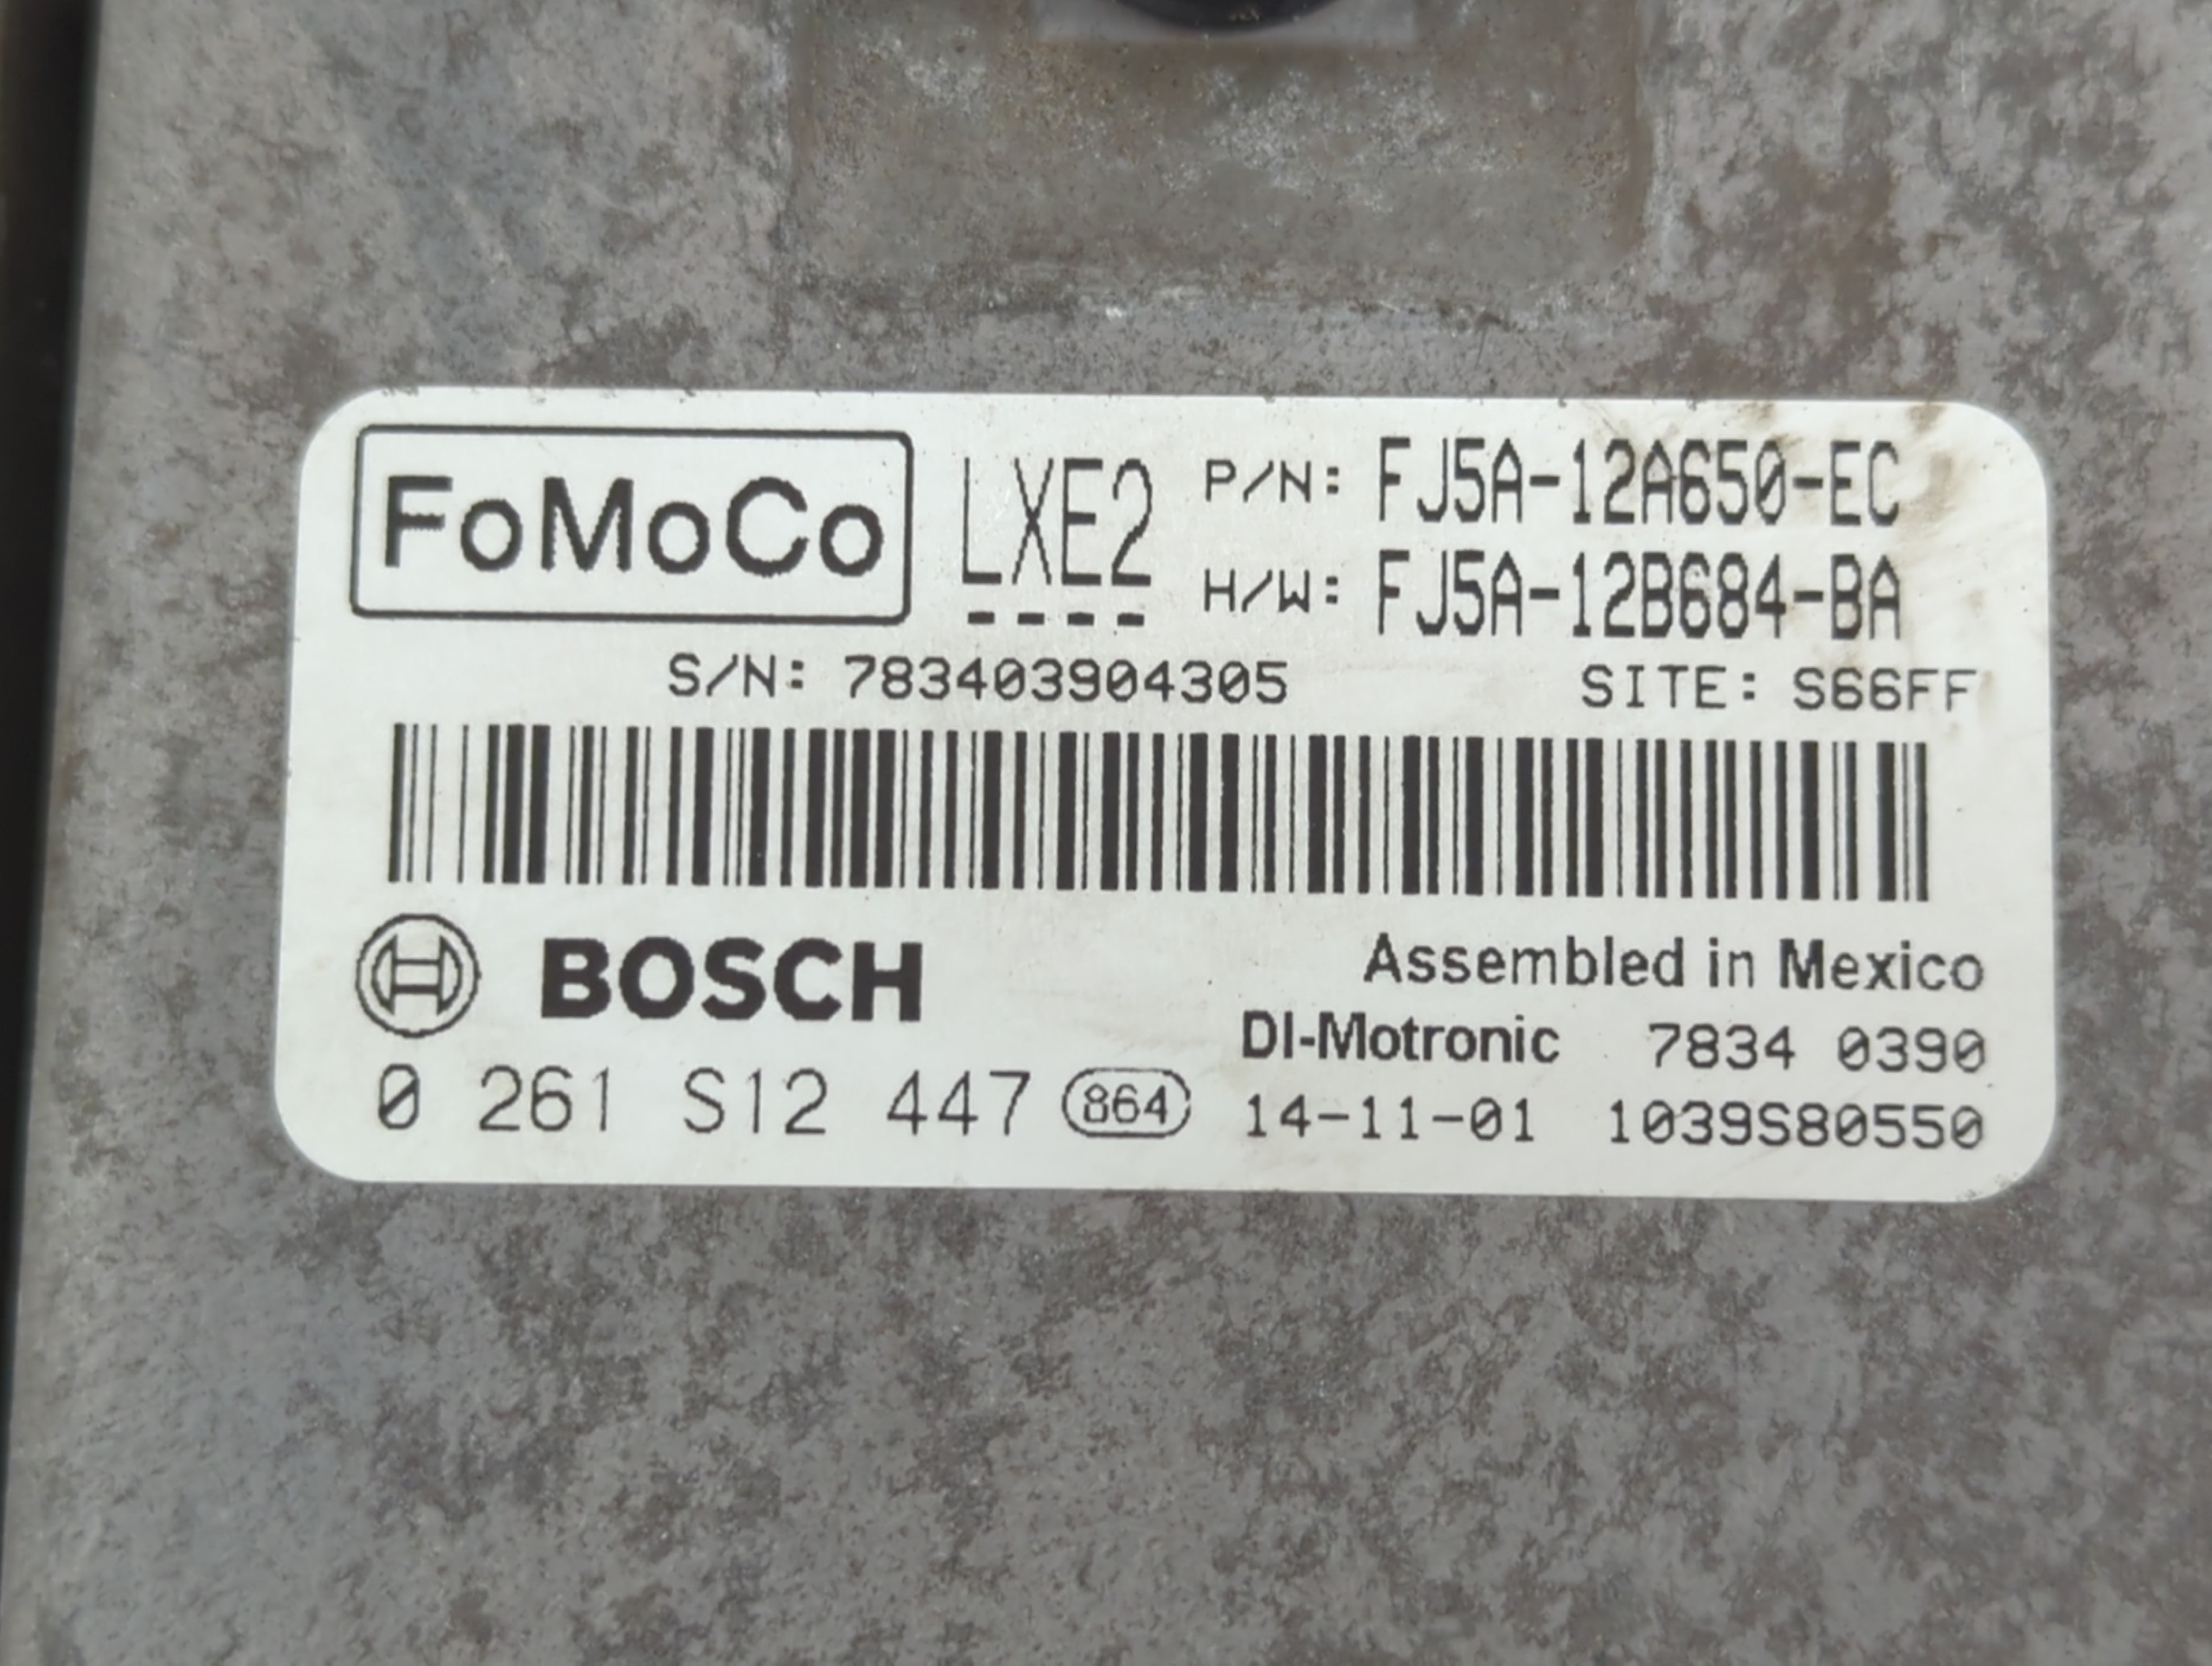 FoMoCo LXE2 P/N: FJ5A-12A650-EC
H/W: FJ5A-12B684-BA
S/N: 783403904305 SITE: S66FF
BOSCH Assembled in Mexico
DI-Motronic 7834 0390
0 261 S12 447 864 14-11-01 1039S80550